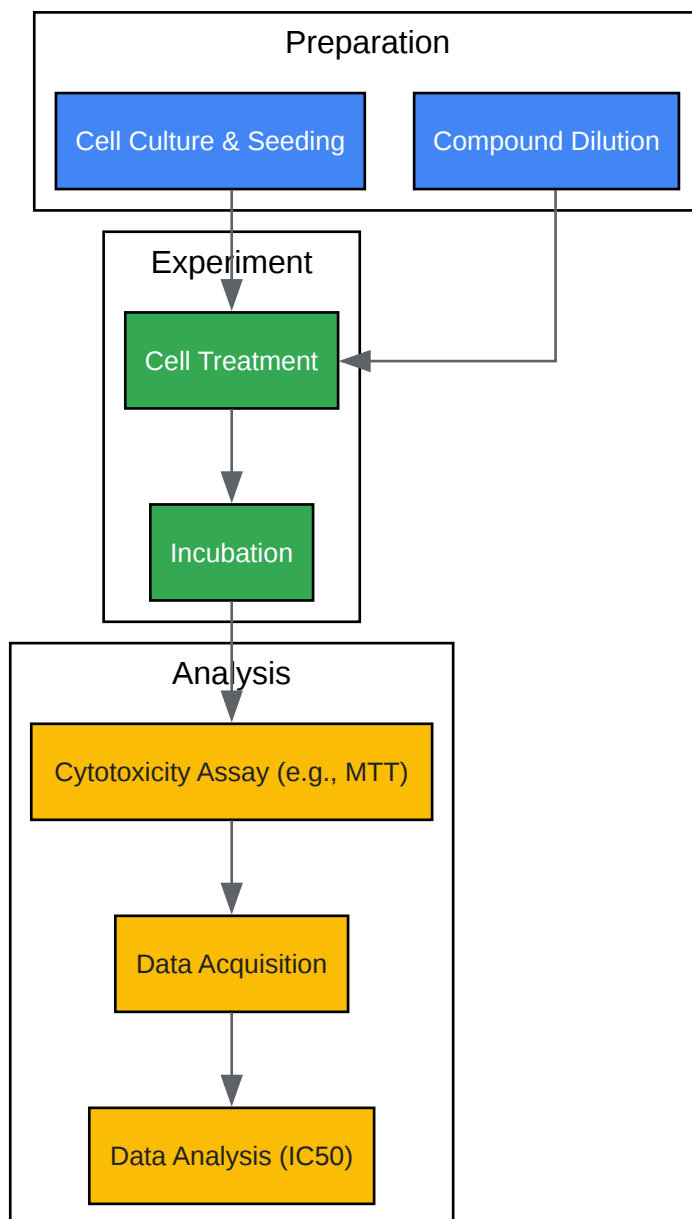 Preparation
Cell Culture & Seeding
Compound Dilution
Experiment
Cell Treatment
Incubation
Analysis
Cytotoxicity Assay (e.g., MTT)
Data Acquisition
Data Analysis (IC50)